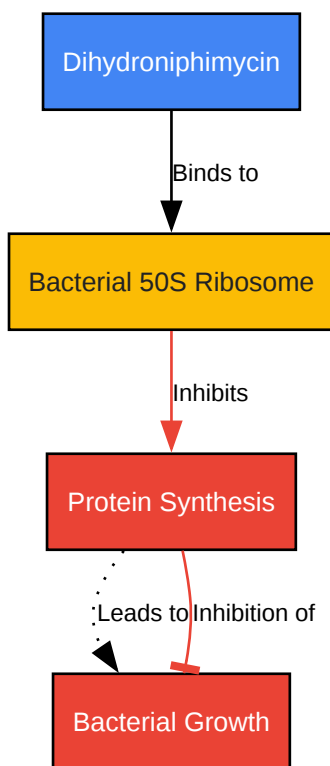 Dihydroniphimycin
Binds to
Bacterial 50S Ribosome
Inhibits
Protein Synthesis
Leads to
Inhibition of
Bacterial Growth